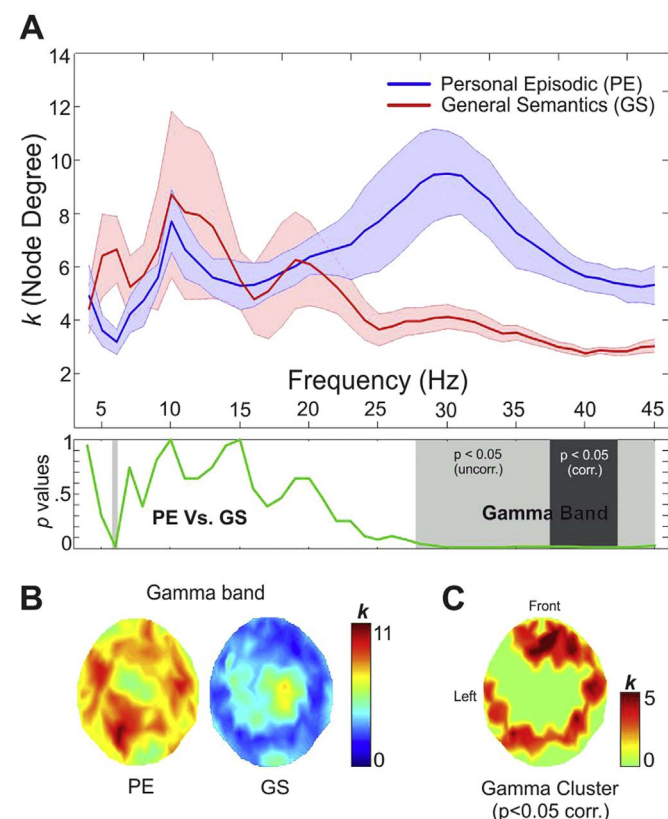 A
14
12
10
8
6
4
2
k (Node Degree)
Personal Episodic (PE)
General Semantics (GS)
Frequency (Hz)
5 10 15 20 25 30 35 40 45
1
.5
0
p values
PE Vs. GS
p < 0.05
(uncorr.)
p < 0.05
(corr.)
Gamma Band
B
Gamma band
k
11
0
PE
GS
C
Front
Left
k
5
0
Gamma Cluster
(p<0.05 corr.)